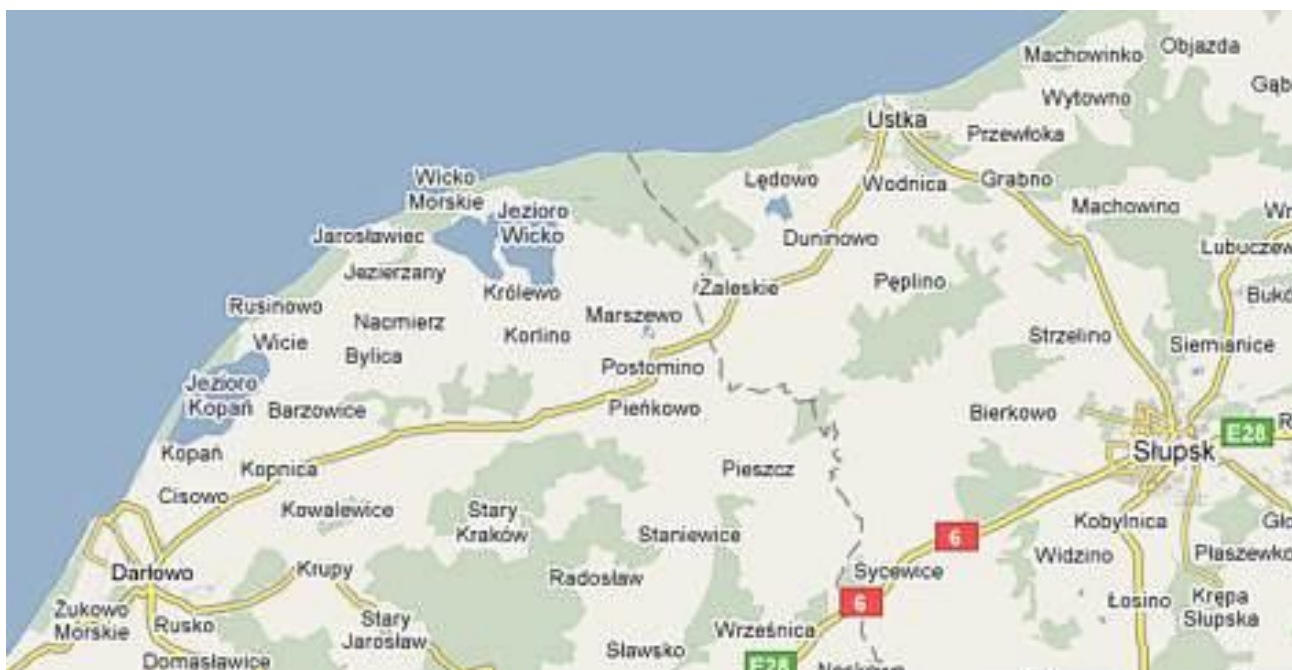 Machowinko
Objazda
Gąb
Wytowno
Ustka
Przewłoka
Wicko
Morskie
Lędowo
Wodnica
Grabno
Jezioro
Wicko
Machowino
Jarosławiec
Duninowo
Lubuczew
Jezierzany
Królewo
Żaleskie
Pęplino
Bukó
Rusinowo
Nacmierz
Marszewo
Korlino
Strzelino
Wicie
Bylica
Siemianice
Postomino
Jezioro
Kopań
Barzowice
Pieńkowo
Bierkowo
E28
Słupsk
Kopań
Kopnica
Pieszcz
Cisowo
Kowalewice
Stary
Kraków
Staniewice
Kobylnica
6
Widzino
Płaszewko
Darłowo
Krupy
Radosław
Sycewice
6
Łosino
Krępa
Słupska
Żukowo
Morskie
Rusko
Stary
Jarosław
Wrześnica
Sławsko
Domasławice
E28